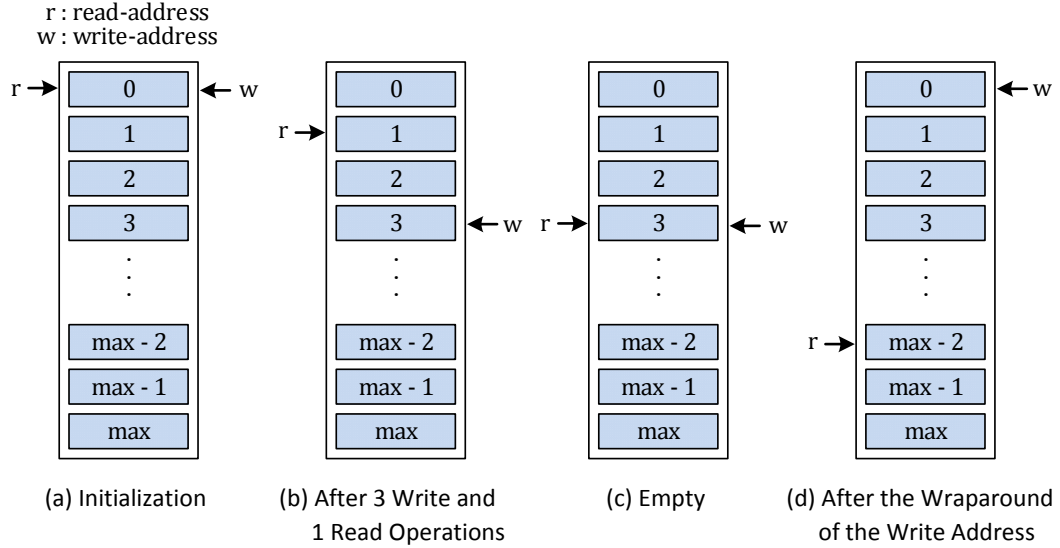 r : read-address
w : write-address
r
0
w
1
2
3
.
.
.
max - 2
max - 1
max
(a) Initialization
0
r
1
2
3
w
.
.
.
max - 2
max - 1
max
(b) After 3 Write and
1 Read Operations
0
1
2
r
3
w
.
.
.
max - 2
max - 1
max
(c) Empty
0
w
1
2
3
.
.
.
r
max - 2
max - 1
max
(d) After the Wraparound
of the Write Address